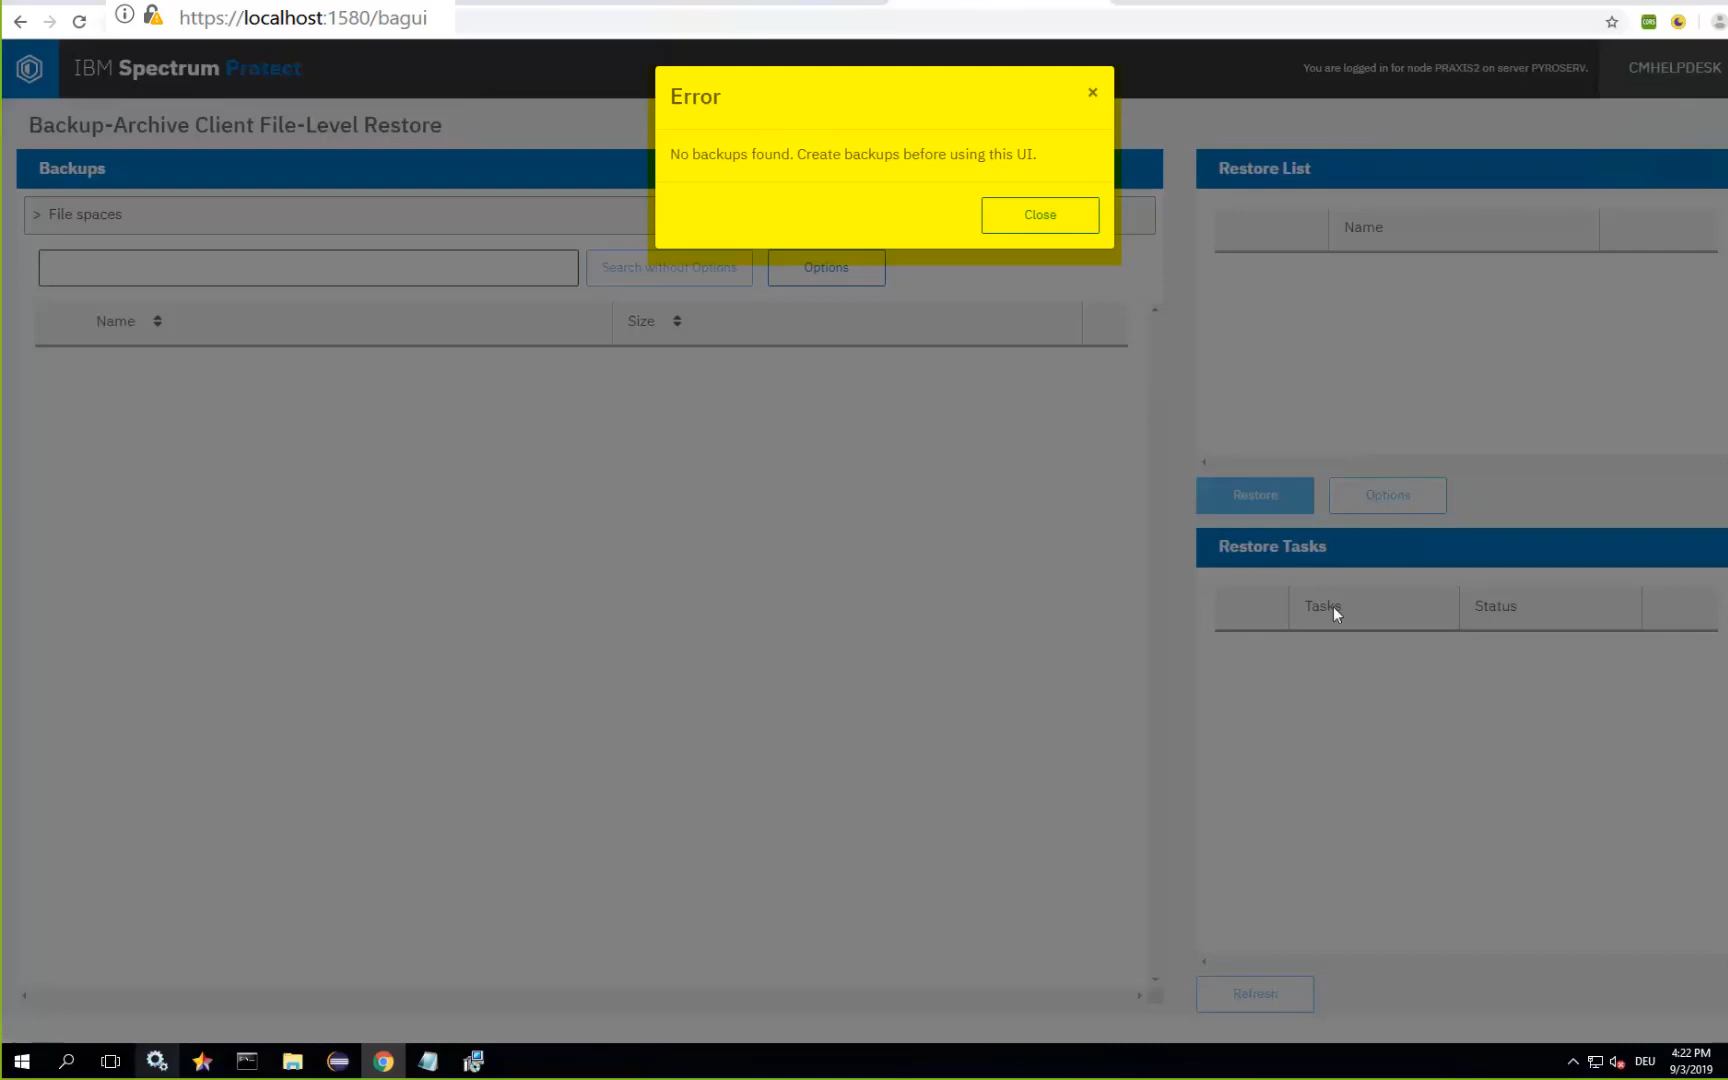 https://localhost:1580/bagui
IBM Spectrum Protect
You are logged in for node PRAXIS2 on server PYROSERV.
CMHELPDESK
Error
×
No backups found. Create backups before using this UI.
Close
Backup-Archive Client File-Level Restore
Backups
> File spaces
Search without Options
Options
Name
Size
Restore List
Name
Restore
Options
Restore Tasks
Tasks
Status
Refresh
DEU
4:22 PM
9/3/2019